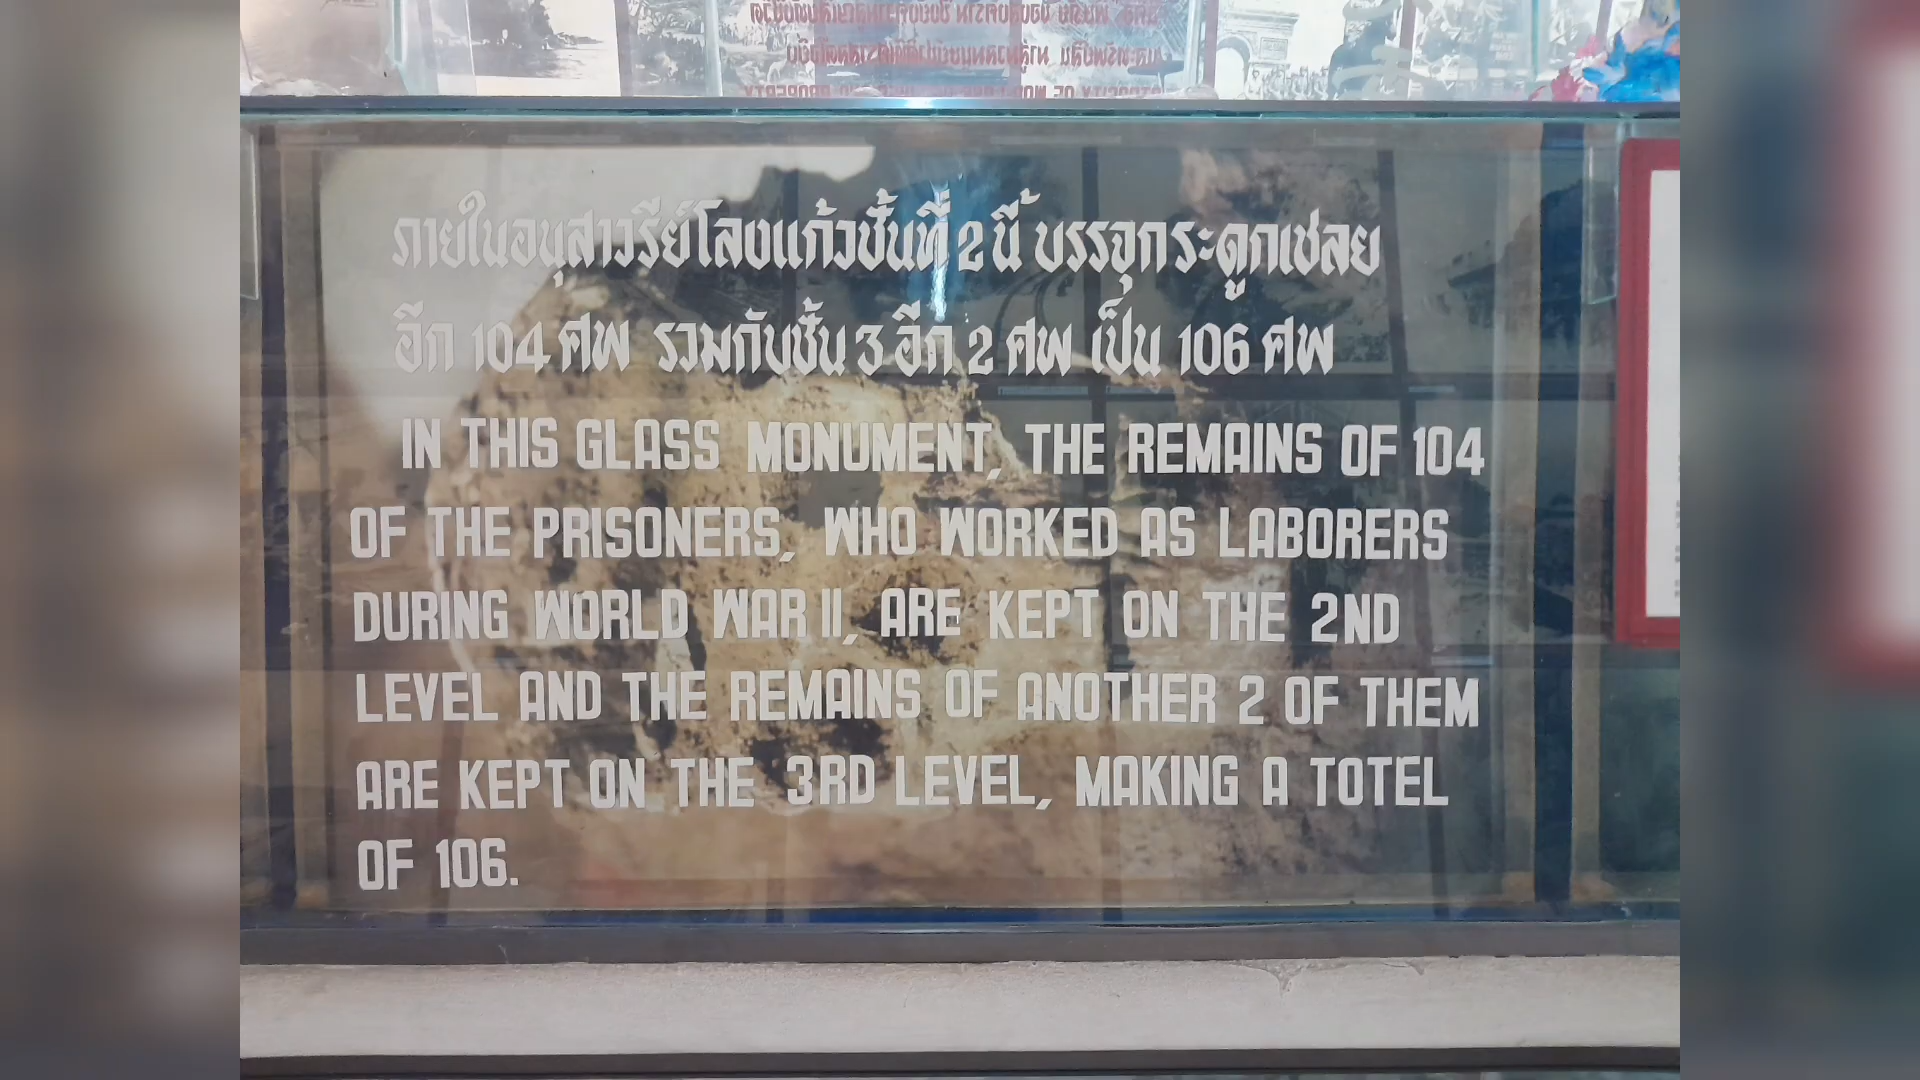 ภายในอนุสาวรีย์โลงแก้วชั้นที่ 2 นี้ บรรจุกระดูกเชลย
อีก 104 ศพ รวมกับชั้น 3 อีก 2 ศพ เป็น 106 ศพ
IN THIS GLASS MONUMENT, THE REMAINS OF 104
OF THE PRISONERS, WHO WORKED AS LABORERS
DURING WORLD WAR II, ARE KEPT ON THE 2ND
LEVEL AND THE REMAINS OF ANOTHER 2 OF THEM
ARE KEPT ON THE 3RD LEVEL, MAKING A TOTEL
OF 106.